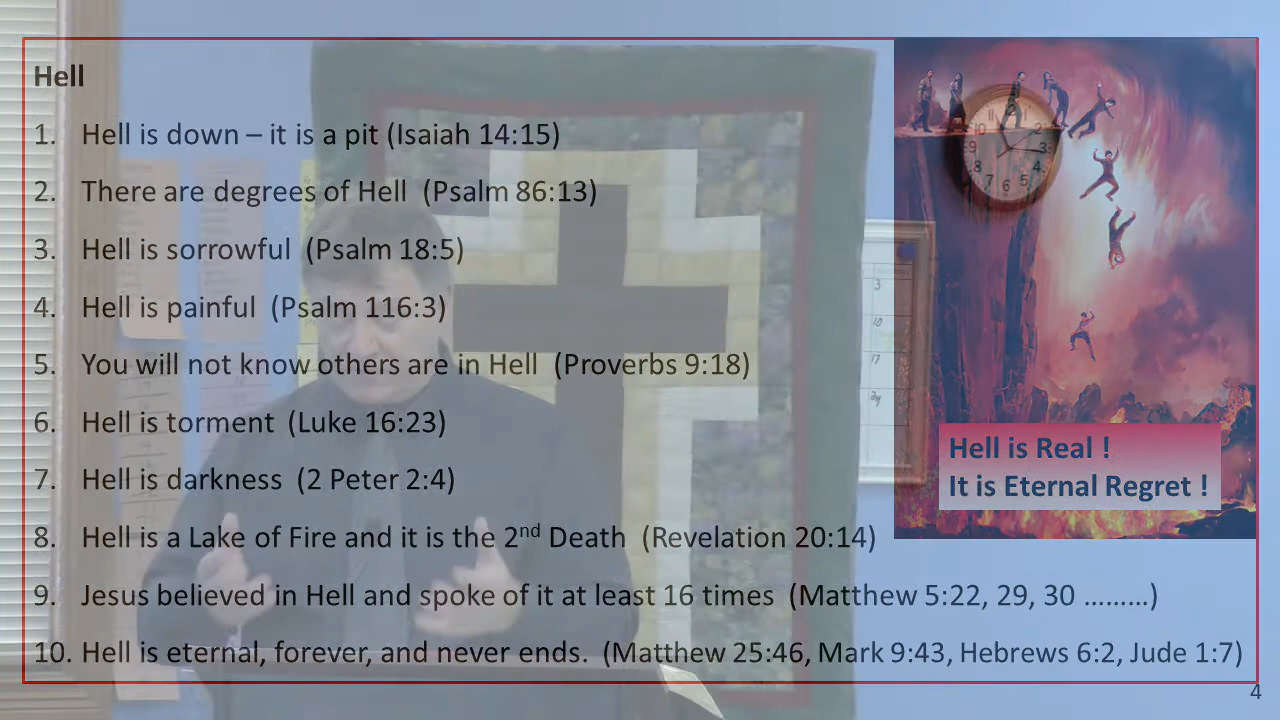 Hell
1. Hell is down – it is a pit (Isaiah 14:15)
2. There are degrees of Hell (Psalm 86:13)
3. Hell is sorrowful (Psalm 18:5)
4. Hell is painful (Psalm 116:3)
5. You will not know others are in Hell (Proverbs 9:18)
6. Hell is torment (Luke 16:23)
7. Hell is darkness (2 Peter 2:4)
8. Hell is a Lake of Fire and it is the 2nd Death (Revelation 20:14)
9. Jesus believed in Hell and spoke of it at least 16 times (Matthew 5:22, 29, 30 .........)
10. Hell is eternal, forever, and never ends. (Matthew 25:46, Mark 9:43, Hebrews 6:2, Jude 1:7)
Hell is Real !
It is Eternal Regret !
3
10
17
4